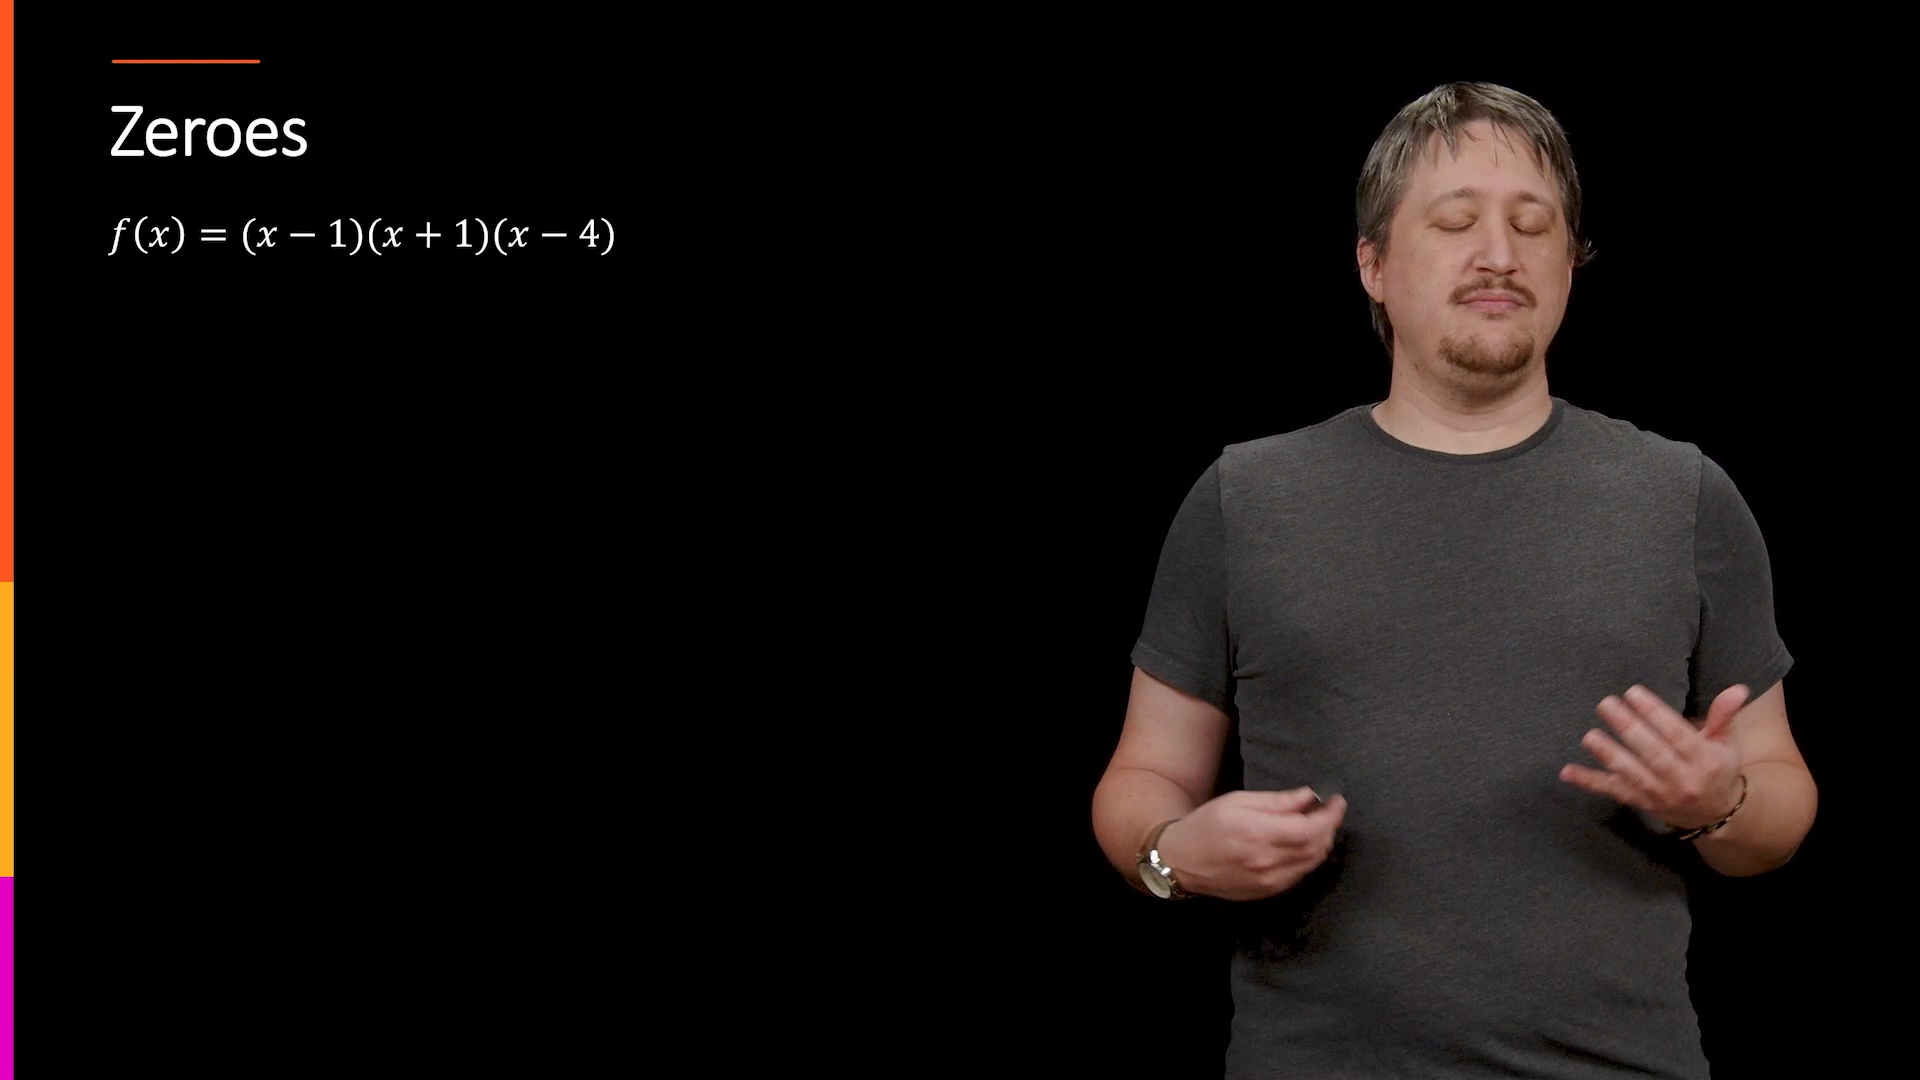 Zeroes
f(x) = (x − 1)(x + 1)(x − 4)